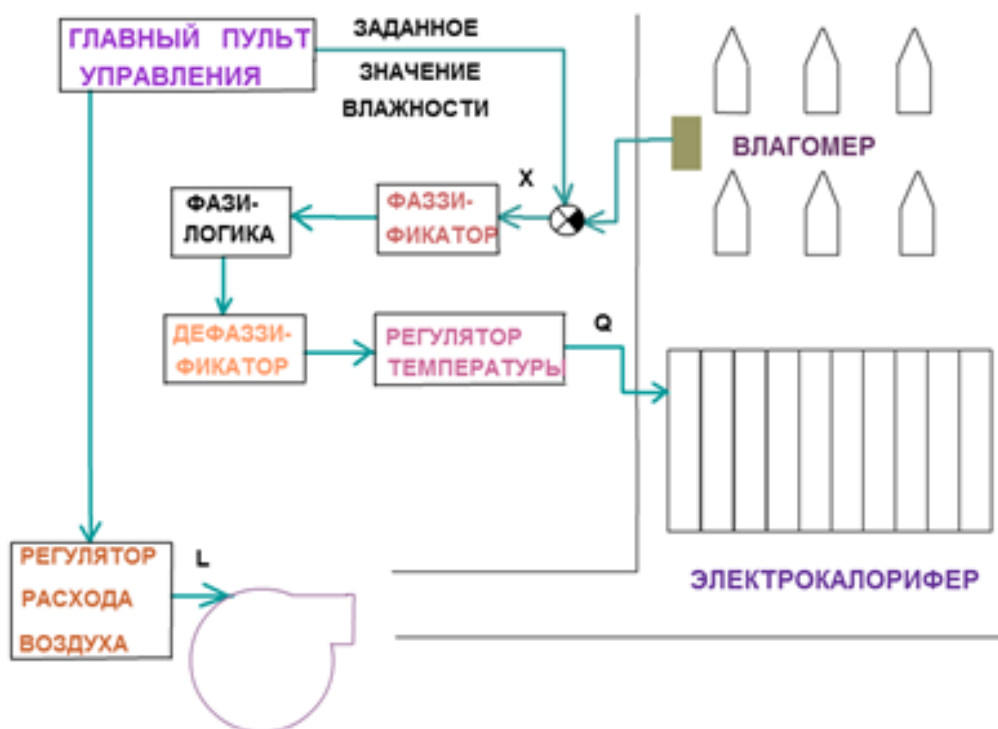 ГЛАВНЫЙ ПУЛЬТ
УПРАВЛЕНИЯ
ЗАДАННОЕ
ЗНАЧЕНИЕ
ВЛАЖНОСТИ
ВЛАГОМЕР
X
ФАЗИ-
ЛОГИКА
ФАЗЗИ-
ФИКАТОР
ДЕФАЗЗИ-
ФИКАТОР
РЕГУЛЯТОР
ТЕМПЕРАТУРЫ
Q
ЭЛЕКТРОКАЛОРИФЕР
РЕГУЛЯТОР
РАСХОДА
ВОЗДУХА
L